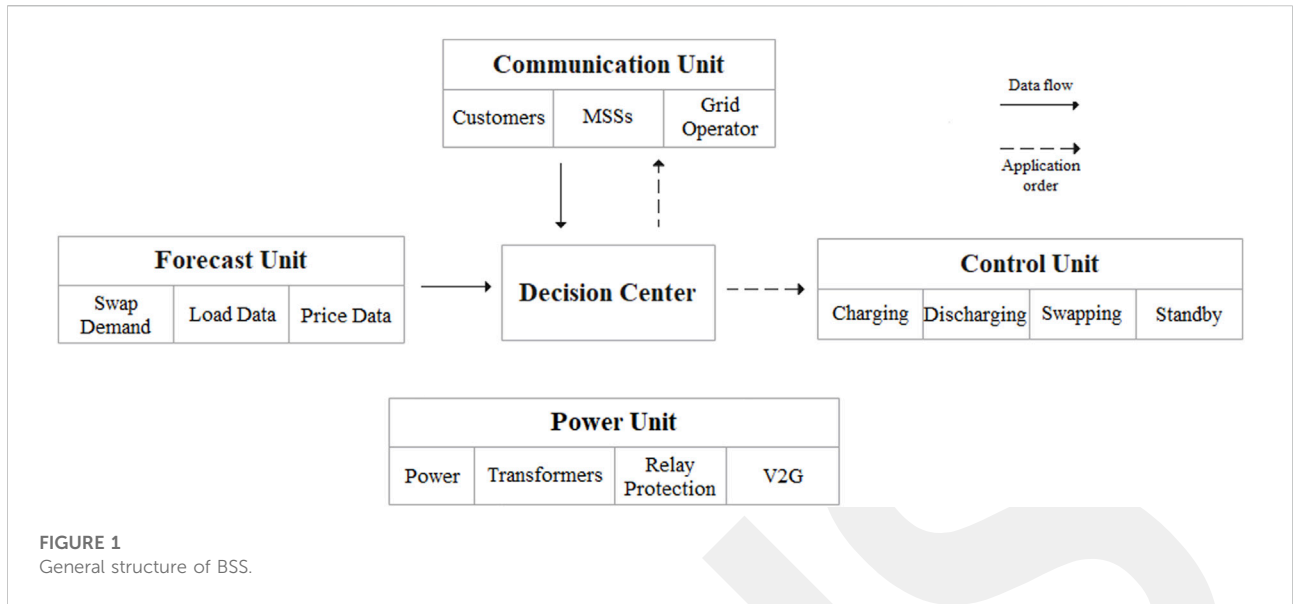 Communication Unit
Customers
MSSs
Grid
Operator
Data flow
Application
order
Forecast Unit
Swap
Demand
Load Data
Price Data
Decision Center
Control Unit
Charging
Discharging
Swapping
Standby
Power Unit
Power
Transformers
Relay
Protection
V2G
FIGURE 1
General structure of BSS.